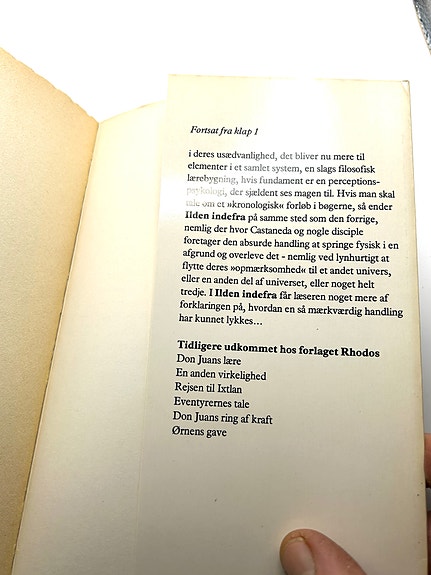 Fortsat fra klap 1
i deres usædvanlighed, det bliver nu mere til
elementer i et samlet system, en slags filosofisk
lærebygning, hvis fundament er en perceptions-
psykologi, der sjældent ses magen til. Hvis man skal
tale om et »kronologisk« forløb i bøgerne, så ender
Ilden indefra på samme sted som den forrige,
nemlig der hvor Castaneda og nogle disciple
foretager den absurde handling at springe fysisk i en
afgrund og overleve det - nemlig ved lynhurtigt at
flytte deres »opmærksomhed« til et andet univers,
eller en anden del af universet, eller noget helt
tredje. I Ilden indefra får læseren noget mere af
forklaringen på, hvordan en så mærkværdig handling
har kunnet lykkes...
Tidligere udkommet hos forlaget Rhodos
Don Juans lære
En anden virkelighed
Rejsen til Ixtlan
Eventyrernes tale
Don Juans ring af kraft
Ørnens gave